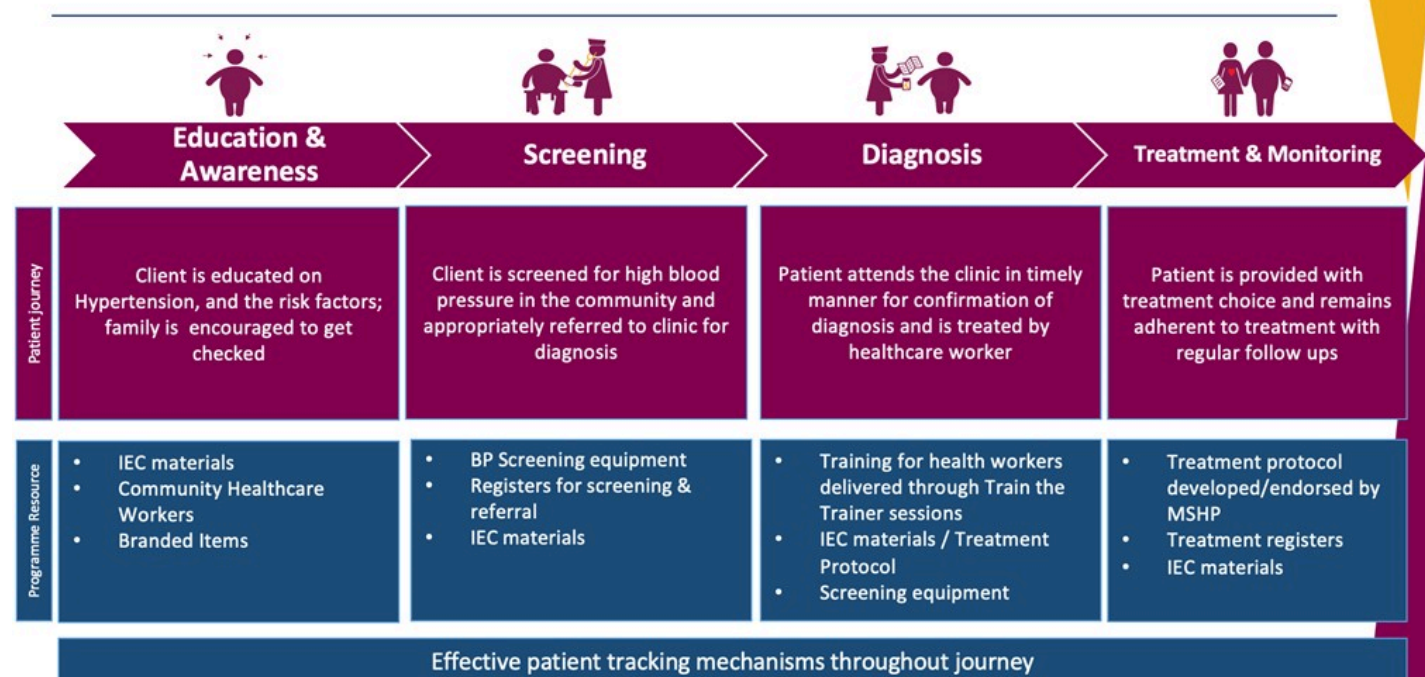 Education &
Awareness
Screening
Diagnosis
Treatment & Monitoring
Patient journey
Client is educated on
Hypertension, and the risk factors;
family is encouraged to get
checked
Client is screened for high blood
pressure in the community and
appropriately referred to clinic for
diagnosis
Patient attends the clinic in timely
manner for confirmation of
diagnosis and is treated by
healthcare worker
Patient is provided with
treatment choice and remains
adherent to treatment with
regular follow ups
Programme Resource
• IEC materials
• Community Healthcare
Workers
• Branded Items
• BP Screening equipment
• Registers for screening &
referral
• IEC materials
• Training for health workers
delivered through Train the
Trainer sessions
• IEC materials / Treatment
Protocol
• Screening equipment
• Treatment protocol
developed/endorsed by
MSHP
• Treatment registers
• IEC materials
Effective patient tracking mechanisms throughout journey